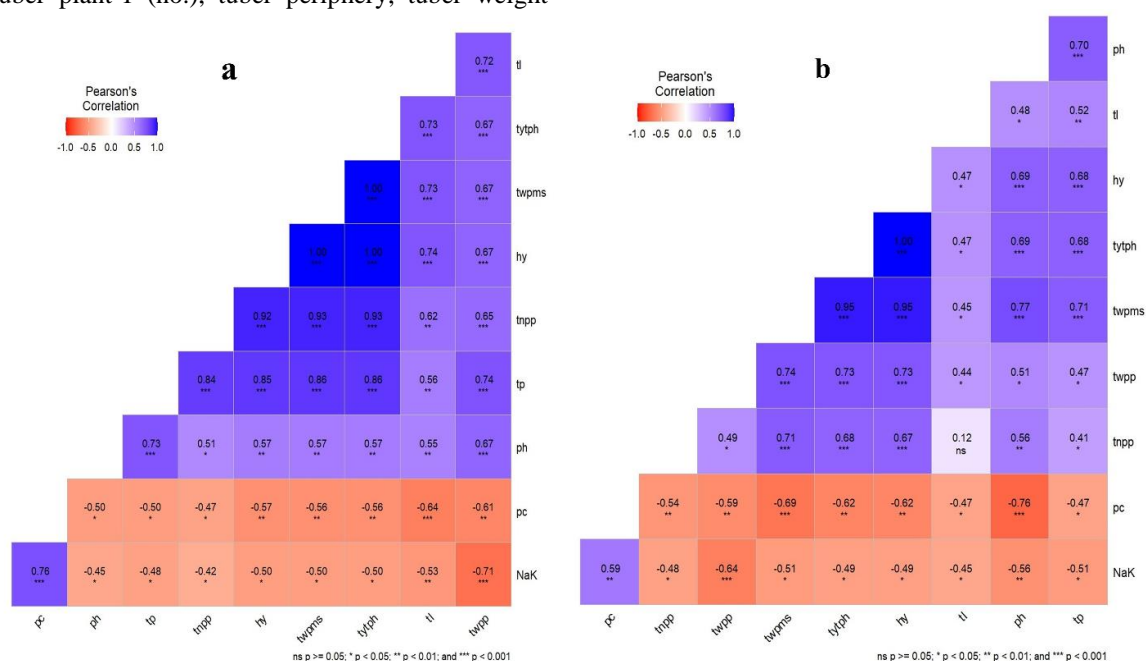 tuber plant-1 (no.), tuber periphery, tuber weight
a
Pearson's
Correlation
-1.0 -0.5 0.0 0.5 1.0
0.72 tl
***
0.73 0.67 tytph
*** ***
1.00 0.73 0.67 twpms
*** *** ***
1.00 1.00 0.74 0.67 hy
*** *** *** ***
0.92 0.93 0.93 0.62 0.65 tnpp
*** *** *** ** ***
0.84 0.85 0.86 0.86 0.56 0.74 tp
*** *** *** *** ** ***
0.73 0.51 0.57 0.57 0.57 0.55 0.67 ph
*** * ** ** ** ** ***
-0.50 -0.50 -0.47 -0.57 -0.56 -0.56 -0.64 -0.61 pc
* * * ** ** ** *** **
0.76 -0.45 -0.48 -0.42 -0.50 -0.50 -0.50 -0.53 -0.71 NaK
*** * * * * * * ** ***
pc ph tp tnpp hy twpms tytph tl twpp
ns p >= 0.05; * p < 0.05; ** p < 0.01; and *** p < 0.001
b
Pearson's
Correlation
-1.0 -0.5 0.0 0.5 1.0
0.70 ph
***
0.48 0.52 tl
* **
0.47 0.69 0.68 hy
* *** ***
1.00 0.47 0.69 0.68 tytph
*** * *** ***
0.95 0.95 0.45 0.77 0.71 twpms
*** *** * *** ***
0.74 0.73 0.73 0.44 0.51 0.47 twpp
*** *** *** * * *
0.49 0.71 0.68 0.67 0.12 0.56 0.41 tnpp
* *** *** *** ns ** *
-0.54 -0.59 -0.69 -0.62 -0.62 -0.47 -0.76 -0.47 pc
** ** *** ** ** * *** *
0.59 -0.48 -0.64 -0.51 -0.49 -0.49 -0.45 -0.56 -0.51 NaK
** * *** * * * * ** *
pc tnpp twpp twpms tytph hy tl ph tp
ns p >= 0.05; * p < 0.05; ** p < 0.01; and *** p < 0.001